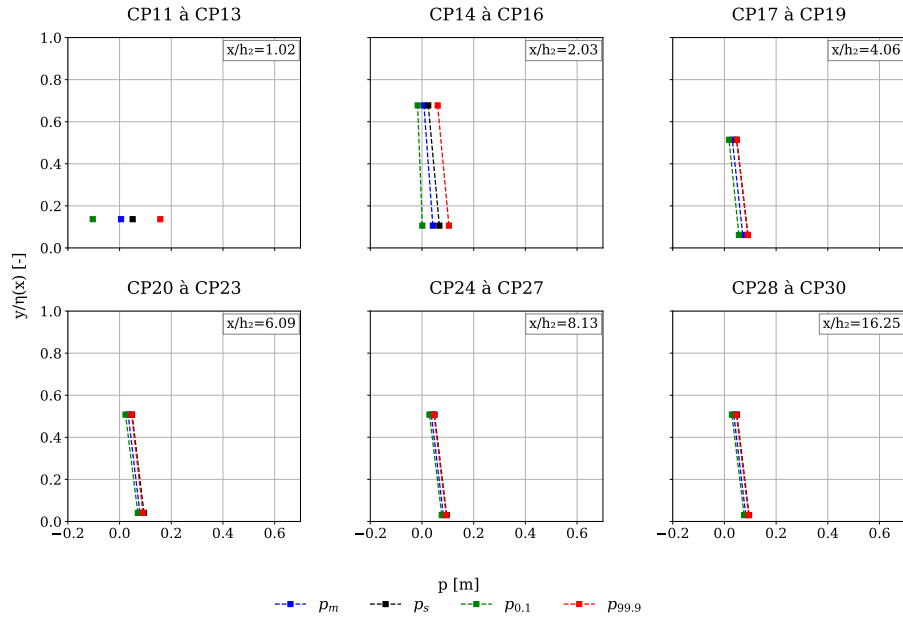 CP11 à CP13
CP14 à CP16
CP17 à CP19
x/h₂=1.02
x/h₂=2.03
x/h₂=4.06
1.0
0.8
0.6
0.4
0.2
0.0
CP20 à CP23
CP24 à CP27
CP28 à CP30
x/h₂=6.09
x/h₂=8.13
x/h₂=16.25
1.0
0.8
0.6
0.4
0.2
0.0
−0.2 0.0 0.2 0.4 0.6
−0.2 0.0 0.2 0.4 0.6
−0.2 0.0 0.2 0.4 0.6
y/η(x) [-]
p [m]
pₘ pₛ p₀.₁ p₉₉.₉